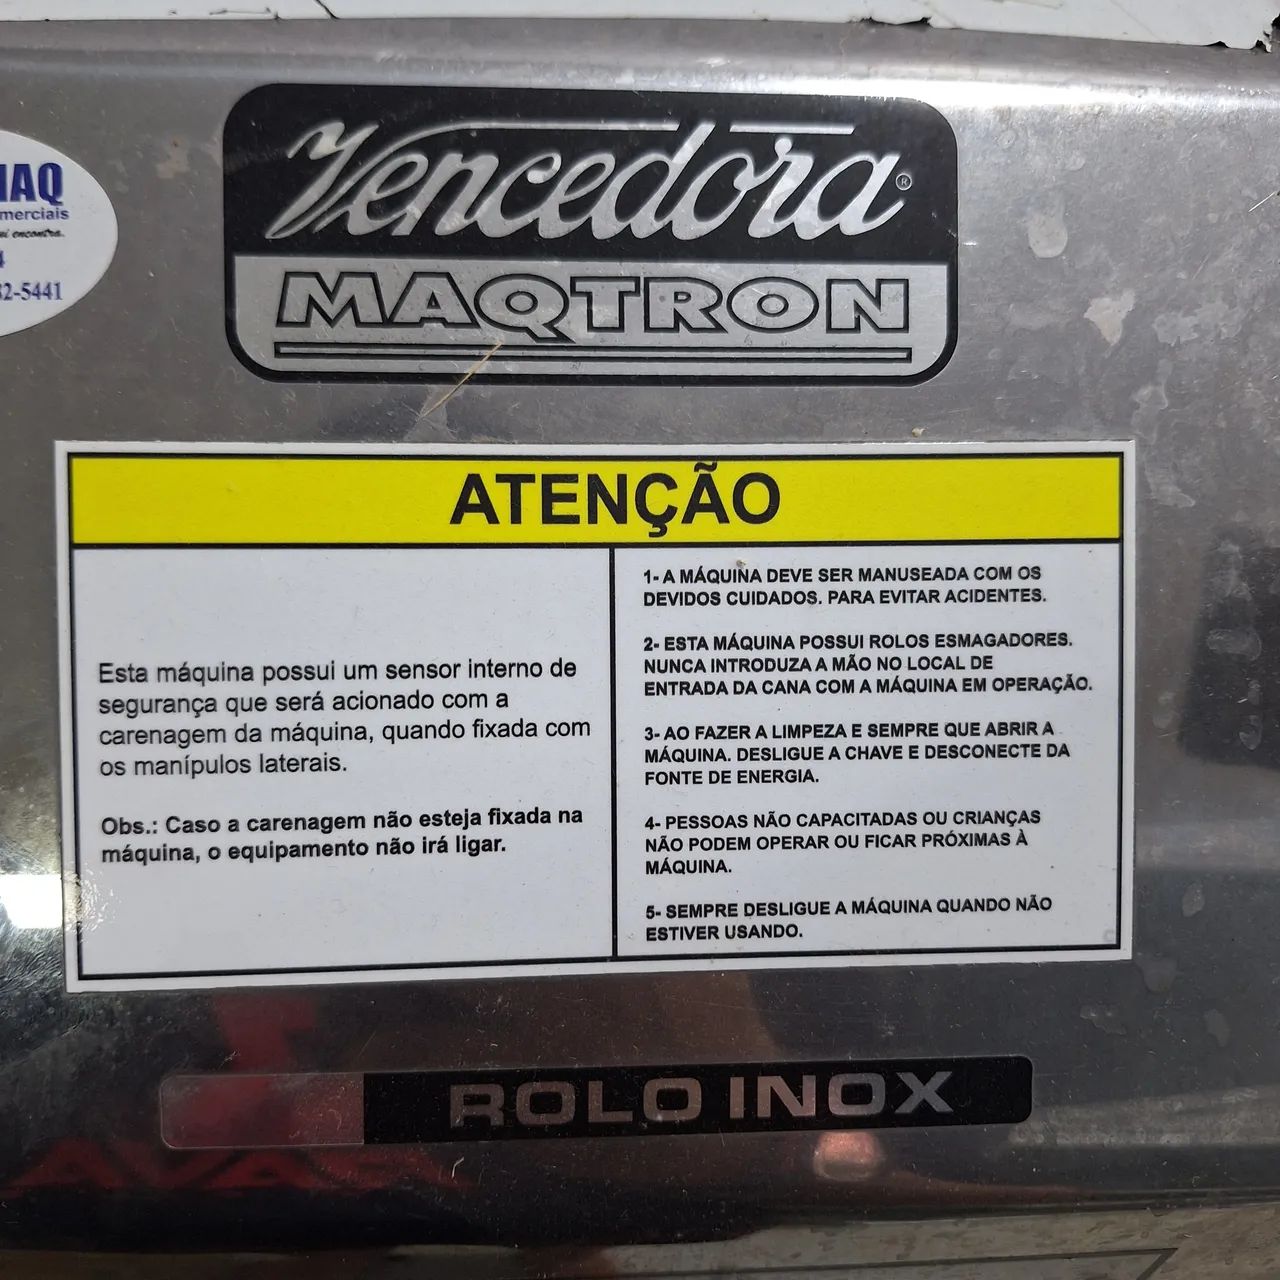 Vencedora®
MAQTRON
merciais
encontra.
4
32-5441
ATENÇÃO
Esta máquina possui um sensor interno de
segurança que será acionado com a
carenagem da máquina, quando fixada com
os manípulos laterais.
Obs.: Caso a carenagem não esteja fixada na
máquina, o equipamento não irá ligar.
1- A MÁQUINA DEVE SER MANUSEADA COM OS
DEVIDOS CUIDADOS. PARA EVITAR ACIDENTES.
2- ESTA MÁQUINA POSSUI ROLOS ESMAGADORES.
NUNCA INTRODUZA A MÃO NO LOCAL DE
ENTRADA DA CANA COM A MÁQUINA EM OPERAÇÃO.
3- AO FAZER A LIMPEZA E SEMPRE QUE ABRIR A
MÁQUINA. DESLIGUE A CHAVE E DESCONECTE DA
FONTE DE ENERGIA.
4- PESSOAS NÃO CAPACITADAS OU CRIANÇAS
NÃO PODEM OPERAR OU FICAR PRÓXIMAS À
MÁQUINA.
5- SEMPRE DESLIGUE A MÁQUINA QUANDO NÃO
ESTIVER USANDO.
ROLO INOX